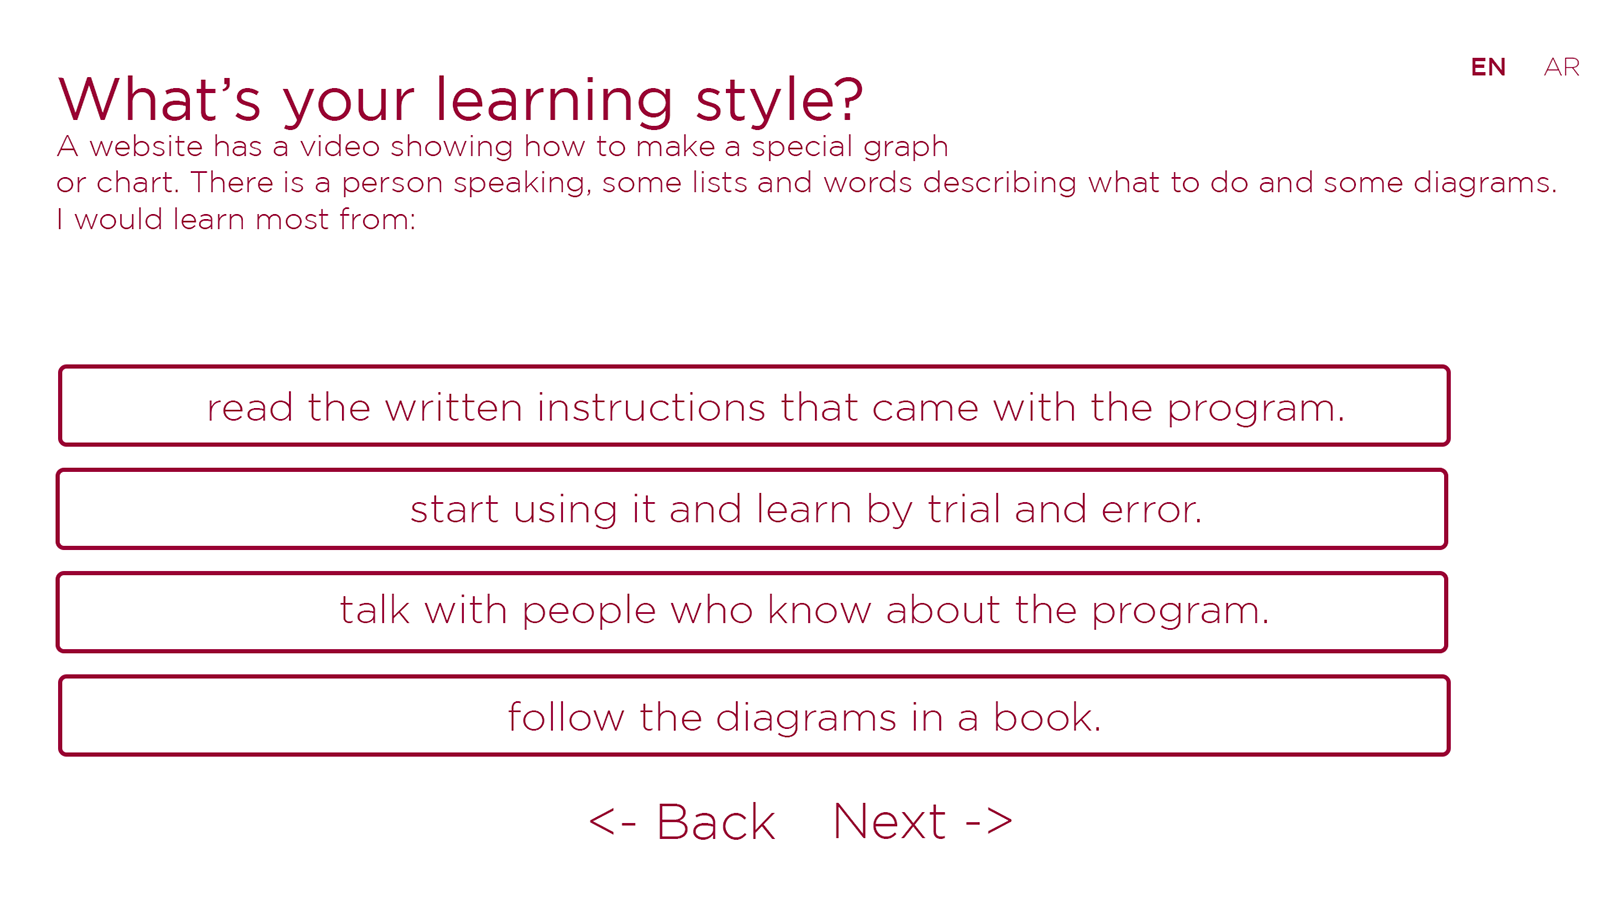 EN AR
What's your learning style?
A website has a video showing how to make a special graph
or chart. There is a person speaking, some lists and words describing what to do and some diagrams.
I would learn most from:
read the written instructions that came with the program.
start using it and learn by trial and error.
talk with people who know about the program.
follow the diagrams in a book.
<- Back Next ->